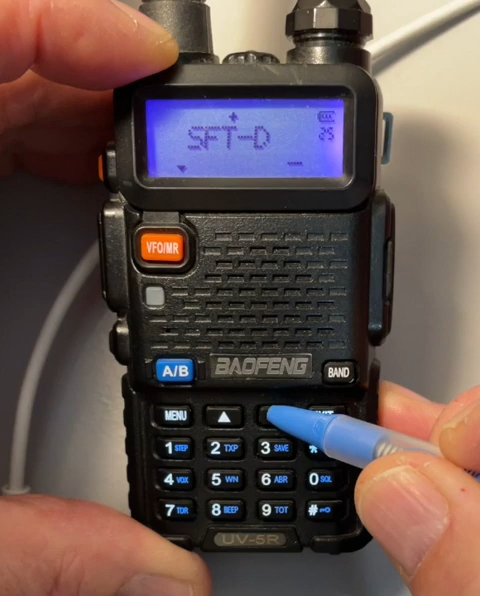 +
SFT-D
25
VFO/MR
A/B
BAOFENG
BAND
MENU ▲
1 STEP 2 TXP 3 SAVE
4 VOX 5 WN 6 ABR 0 SQL
7 TDR 8 BEEP 9 TOT #
UV-5R